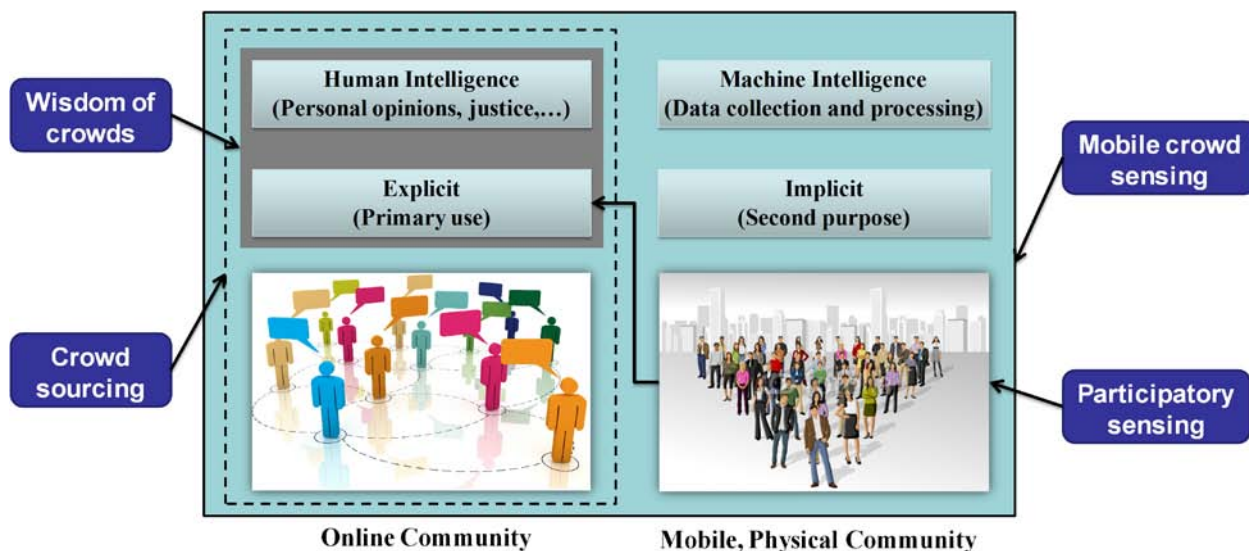 Wisdom of
crowds
Crowd
sourcing
Human Intelligence
(Personal opinions, justice,…)
Explicit
(Primary use)
Machine Intelligence
(Data collection and processing)
Implicit
(Second purpose)
Mobile crowd
sensing
Participatory
sensing
Online Community
Mobile, Physical Community